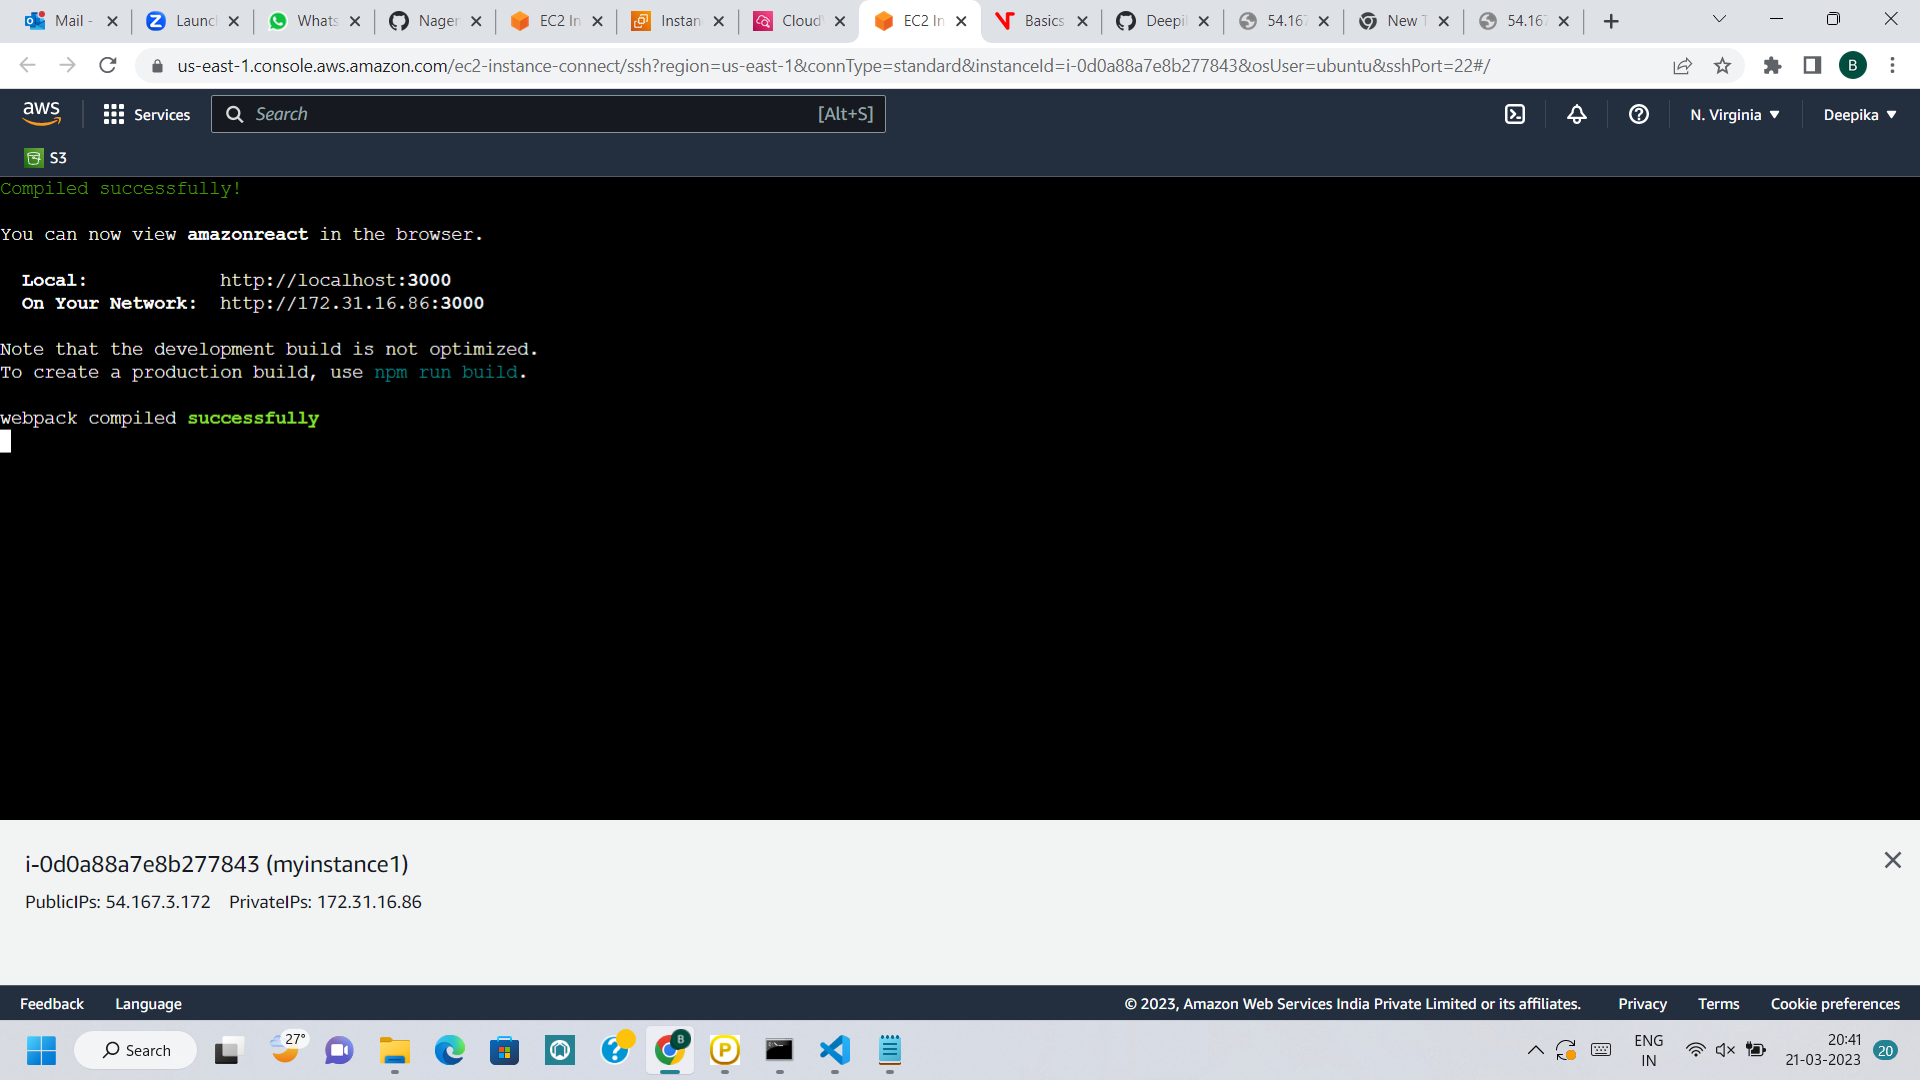 Mail -
Launc
Whats
Nager
EC2 In
Instan
Cloud
EC2 In
Basics
Deepi
54.167
New T
54.167
us-east-1.console.aws.amazon.com/ec2-instance-connect/ssh?region=us-east-1&connType=standard&instanceId=i-0d0a88a7e8b277843&osUser=ubuntu&sshPort=22#/
B
aws
Services
Search
[Alt+S]
N. Virginia
Deepika
S3
Compiled successfully!
You can now view amazonreact in the browser.
Local: http://localhost:3000
On Your Network: http://172.31.16.86:3000
Note that the development build is not optimized.
To create a production build, use npm run build.
webpack compiled successfully
i-0d0a88a7e8b277843 (myinstance1)
PublicIPs: 54.167.3.172 PrivateIPs: 172.31.16.86
Feedback
Language
© 2023, Amazon Web Services India Private Limited or its affiliates.
Privacy
Terms
Cookie preferences
Search
27°
B
P
ENG
IN
20:41
21-03-2023
20